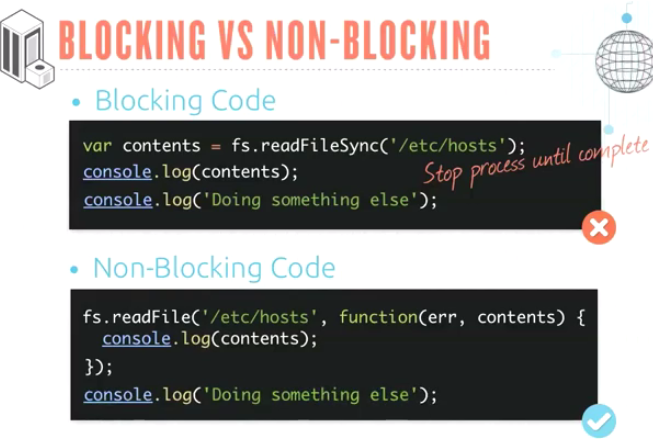 BLOCKING VS NON-BLOCKING
• Blocking Code
var contents = fs.readFileSync('/etc/hosts');
Stop process until complete
console.log(contents);
console.log('Doing something else');
• Non-Blocking Code
fs.readFile('/etc/hosts', function(err, contents) {
  console.log(contents);
});
console.log('Doing something else');